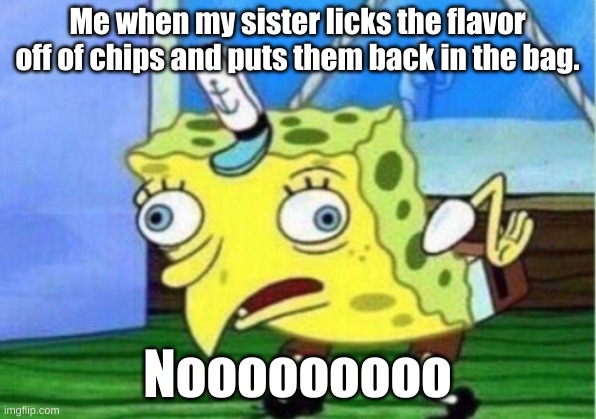 Me when my sister licks the flavor
off of chips and puts them back in the bag.
Noooooooooo
imgflip.com